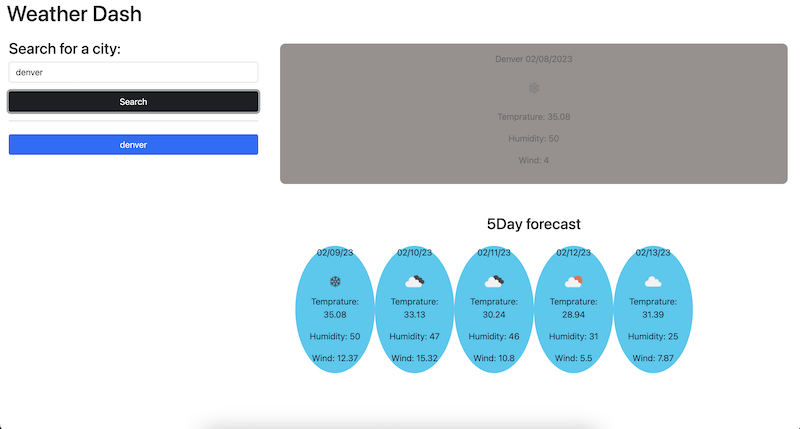 Weather Dash
Search for a city:
denver
Search
denver
Denver 02/08/2023
Temprature: 35.08
Humidity: 50
Wind: 4
5Day forecast
02/09/23
Temprature:
35.08
Humidity: 50
Wind: 12.37
02/10/23
Temprature:
33.13
Humidity: 47
Wind: 15.32
02/11/23
Temprature:
30.24
Humidity: 46
Wind: 10.8
02/12/23
Temprature:
28.94
Humidity: 31
Wind: 5.5
02/13/23
Temprature:
31.39
Humidity: 25
Wind: 7.87